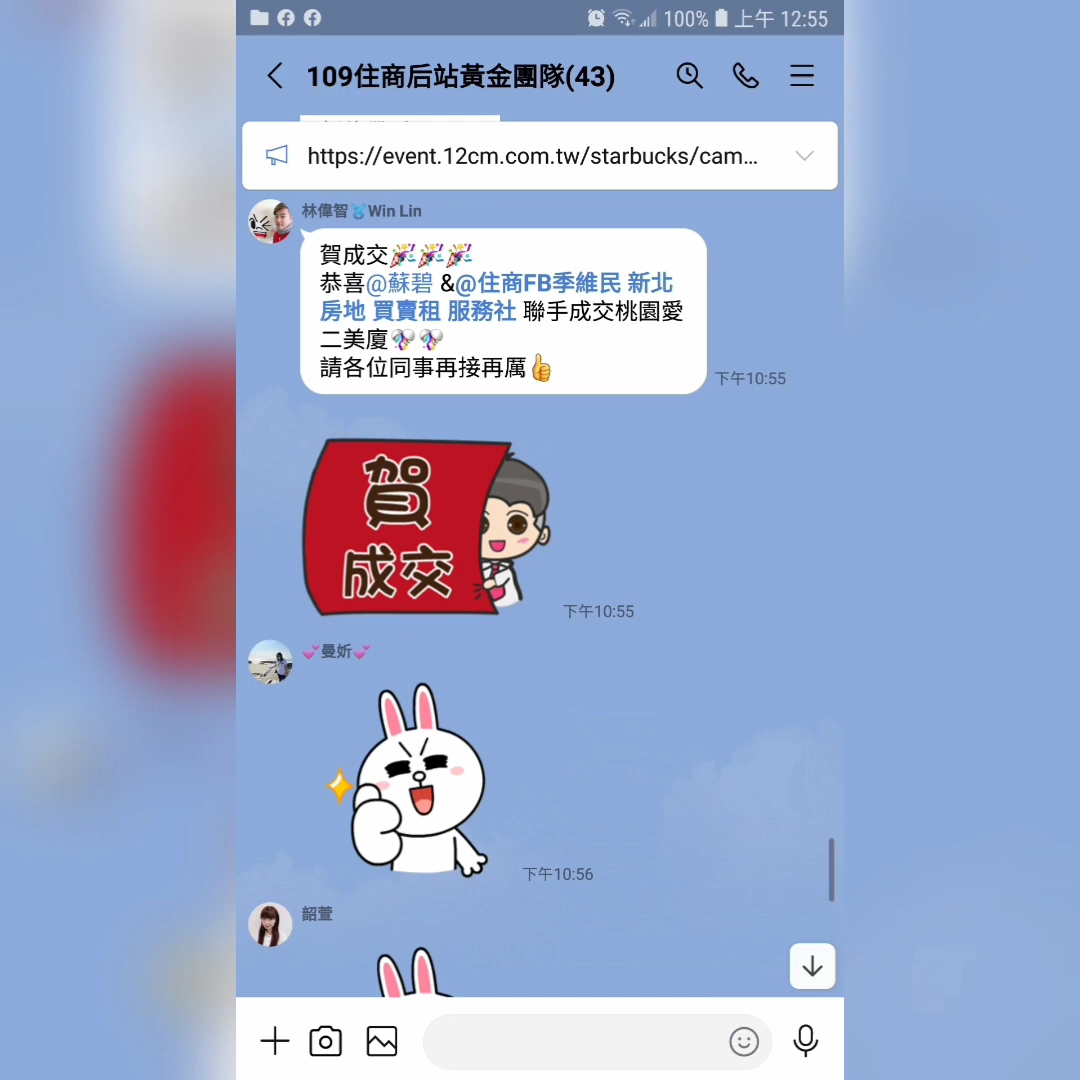 100% 上午 12:55
109住商后站黃金團隊(43)
https://event.12cm.com.tw/starbucks/cam…
林偉智 Win Lin
賀成交🎉🎉🎉
恭喜@蘇碧 &@住商FB季維民 新北
房地 買賣租 服務社 聯手成交桃園愛
二美廈🎊🎊
請各位同事再接再厲👍
下午10:55
賀
成交
下午10:55
💕曼妡💕
下午10:56
韶萱